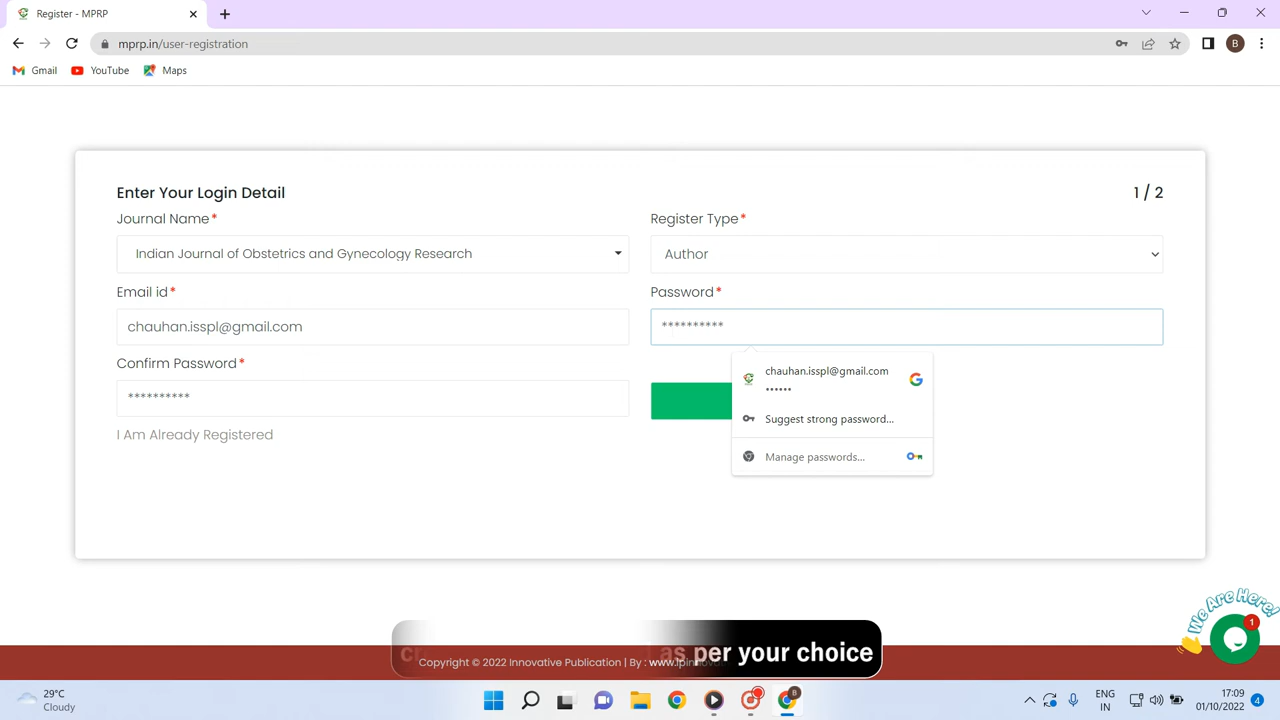 Register - MPRP
mprp.in/user-registration
B
Gmail
YouTube
Maps
Enter Your Login Detail
1 / 2
Journal Name*
Register Type*
Indian Journal of Obstetrics and Gynecology Research
Author
Email id*
Password*
chauhan.isspl@gmail.com
**********
Confirm Password*
**********
chauhan.isspl@gmail.com
••••••
Suggest strong password...
Manage passwords...
I Am Already Registered
We Are Here!
1
as per your choice
Copyright © 2022 Innovative Publication | By : www.ipinnov
29°C
Cloudy
B
ENG
IN
17:09
01/10/2022
4